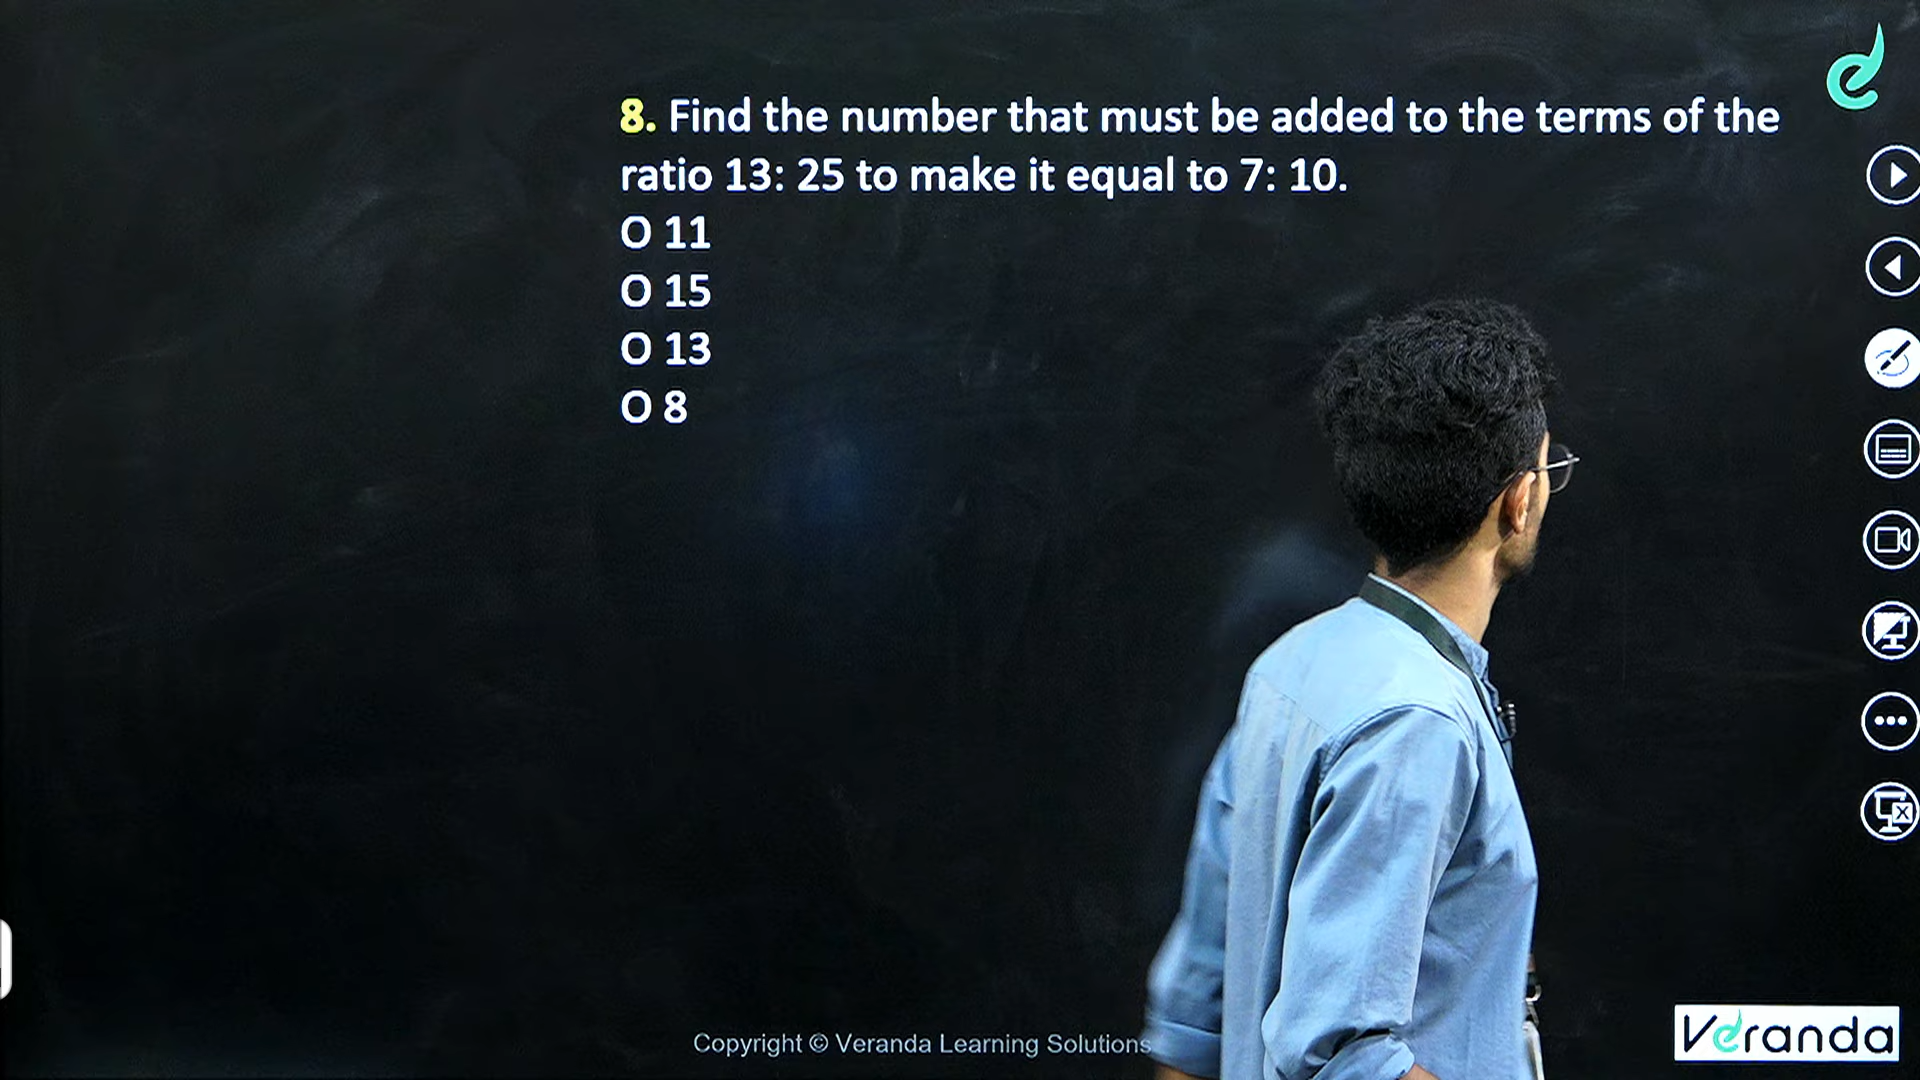 8. Find the number that must be added to the terms of the
ratio 13: 25 to make it equal to 7: 10.
O 11
O 15
O 13
O 8
Copyright © Veranda Learning Solutions
Veranda